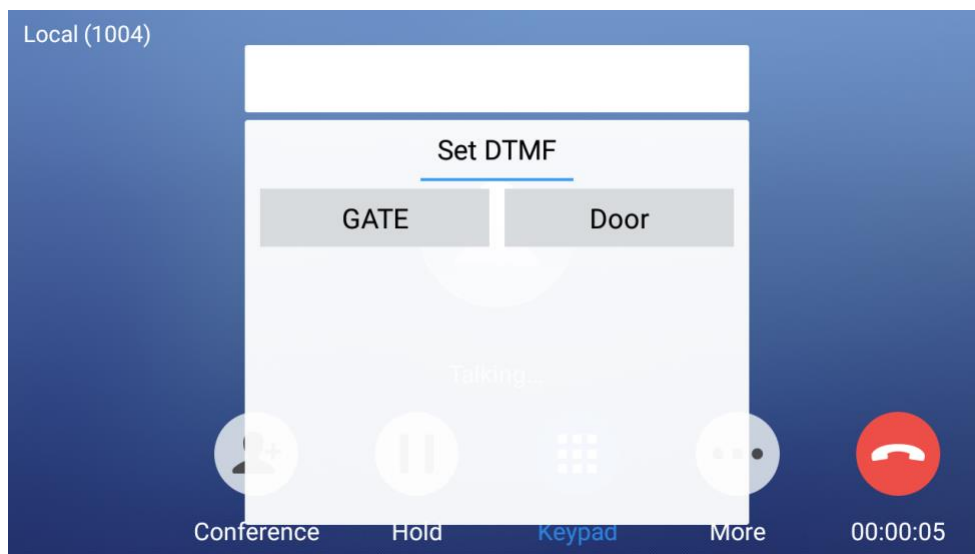 Local (1004)
Set DTMF
GATE Door
Talking...
Conference Hold Keypad More 00:00:05